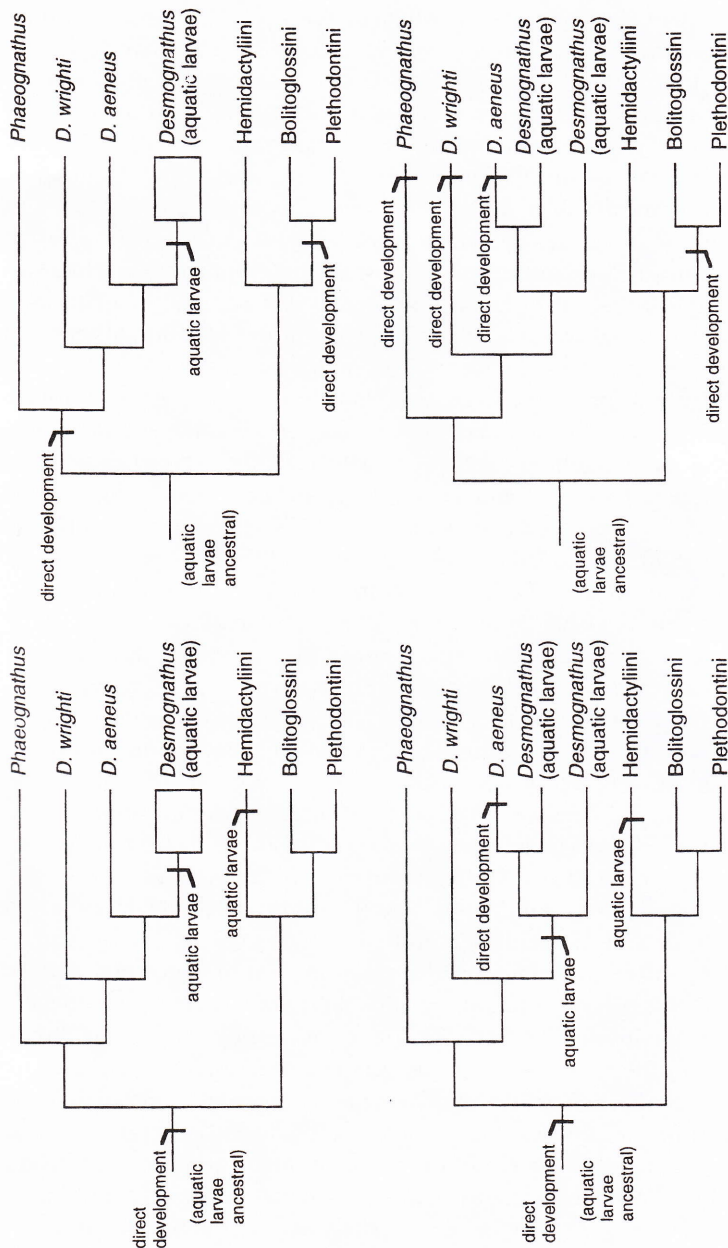 Phaeognathus
D. wrighti
D. aeneus
Desmognathus
(aquatic larvae)
Hemidactyliini
Bolitoglossini
Plethodontini
aquatic larvae
aquatic larvae
direct
development
(aquatic
larvae
ancestral)
Phaeognathus
D. wrighti
D. aeneus
Desmognathus
(aquatic larvae)
Hemidactyliini
Bolitoglossini
Plethodontini
direct development
aquatic larvae
direct development
(aquatic
larvae
ancestral)
Phaeognathus
D. wrighti
D. aeneus
Desmognathus
(aquatic larvae)
Desmognathus
(aquatic larvae)
Hemidactyliini
Bolitoglossini
Plethodontini
direct development
aquatic larvae
aquatic larvae
direct
development
(aquatic
larvae
ancestral)
Phaeognathus
D. wrighti
D. aeneus
Desmognathus
(aquatic larvae)
Desmognathus
(aquatic larvae)
Hemidactyliini
Bolitoglossini
Plethodontini
direct development
direct development
direct development
direct development
(aquatic
larvae
ancestral)